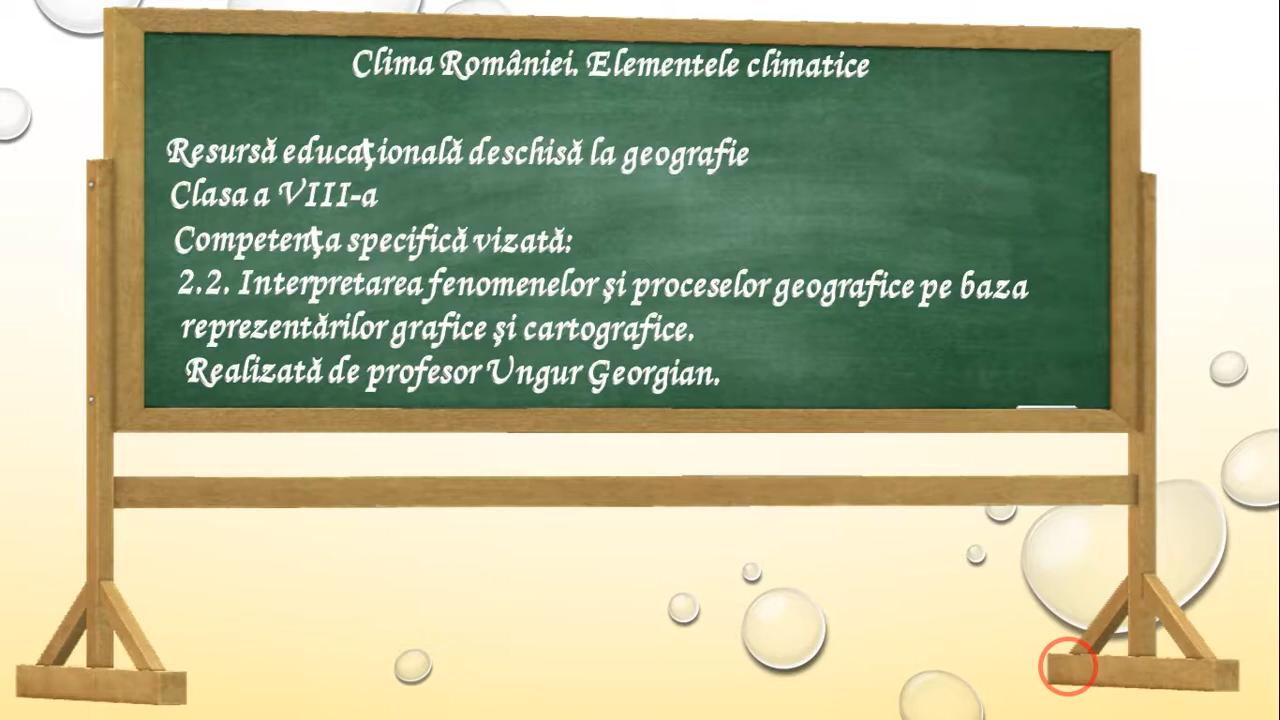 Clima României. Elementele climatice
Resursă educaţională deschisă la geografie
Clasa a VIII-a
Competenţa specifică vizată:
2.2. Interpretarea fenomenelor şi proceselor geografice pe baza
reprezentărilor grafice şi cartografice.
Realizată de profesor Ungur Georgian.